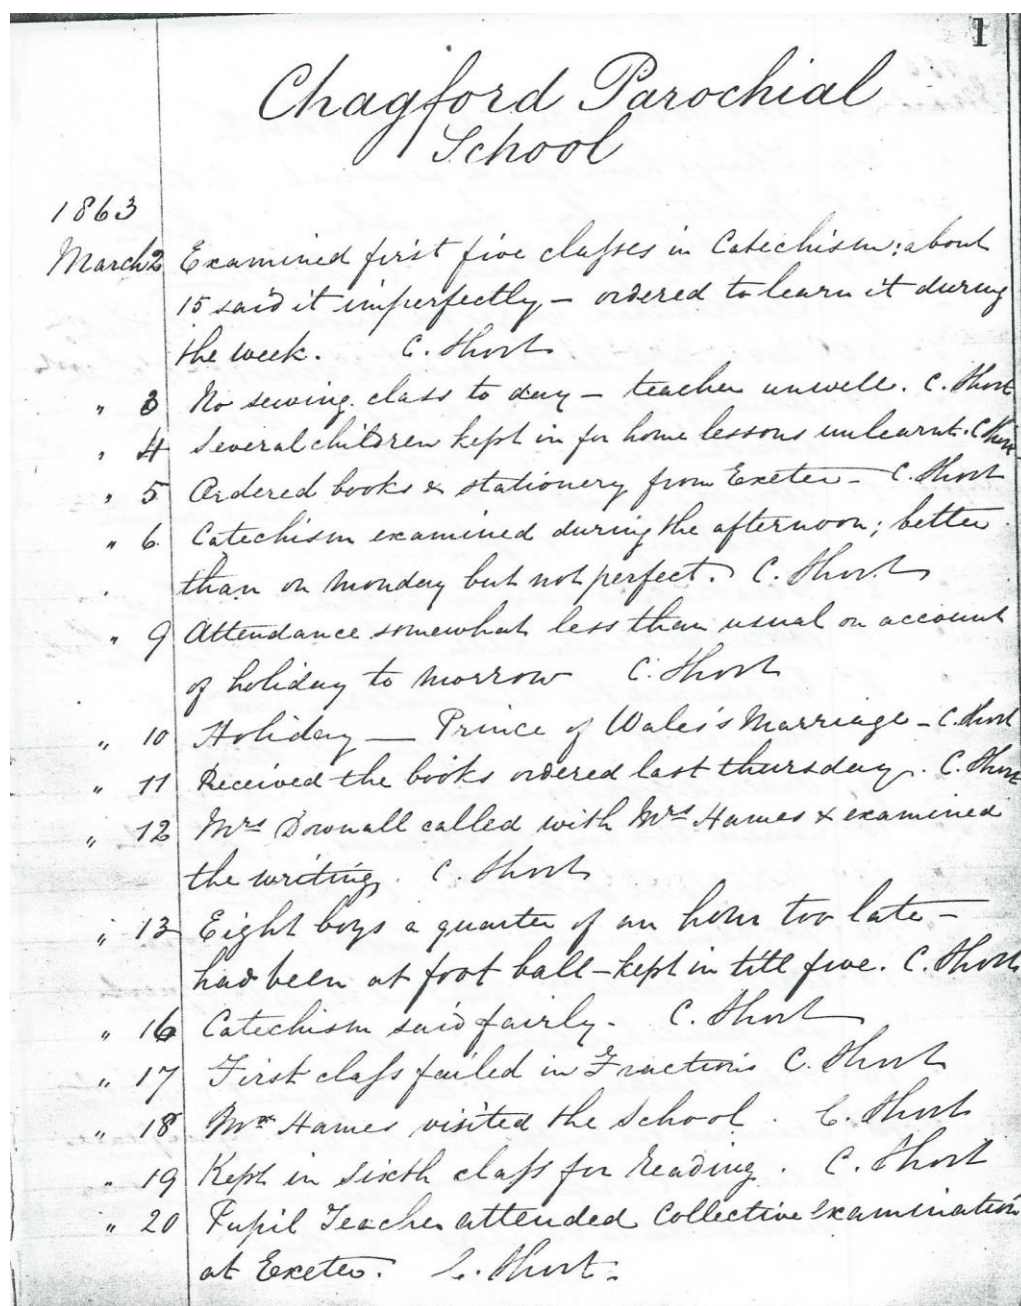 1
Chagford Parochial
School
1863
March 2 Examined first five classes in Catechism; about
15 said it imperfectly – ordered to learn it during
the week. C. Short
" 3 No sewing class to day – teacher unwell. C. Short
" 4 Several children kept in for home lessons unlearnt. C Short
" 5 Ordered books & stationery from Exeter – C. Short
" 6 Catechism examined during the afternoon; better
than on Monday but not perfect. C. Short
" 9 Attendance somewhat less than usual on account
of holiday to morrow C. Short
" 10 Holiday — Prince of Wales's Marriage – C. Short
" 11 Received the books ordered last Thursday. C. Short
" 12 Mrs Downall called with Mrs Hames & examined
the writing. C Short
" 13 Eight boys a quarter of an hour too late –
had been at foot ball – kept in till five. C. Short
" 16 Catechism said fairly. C. Short
" 17 First class failed in Fractions C. Short
" 18 Mr Hames visited the School. C. Short
" 19 Kept in Sixth class for Reading. C. Short
" 20 Pupil Teacher attended Collective Examination
at Exeter. C. Short.